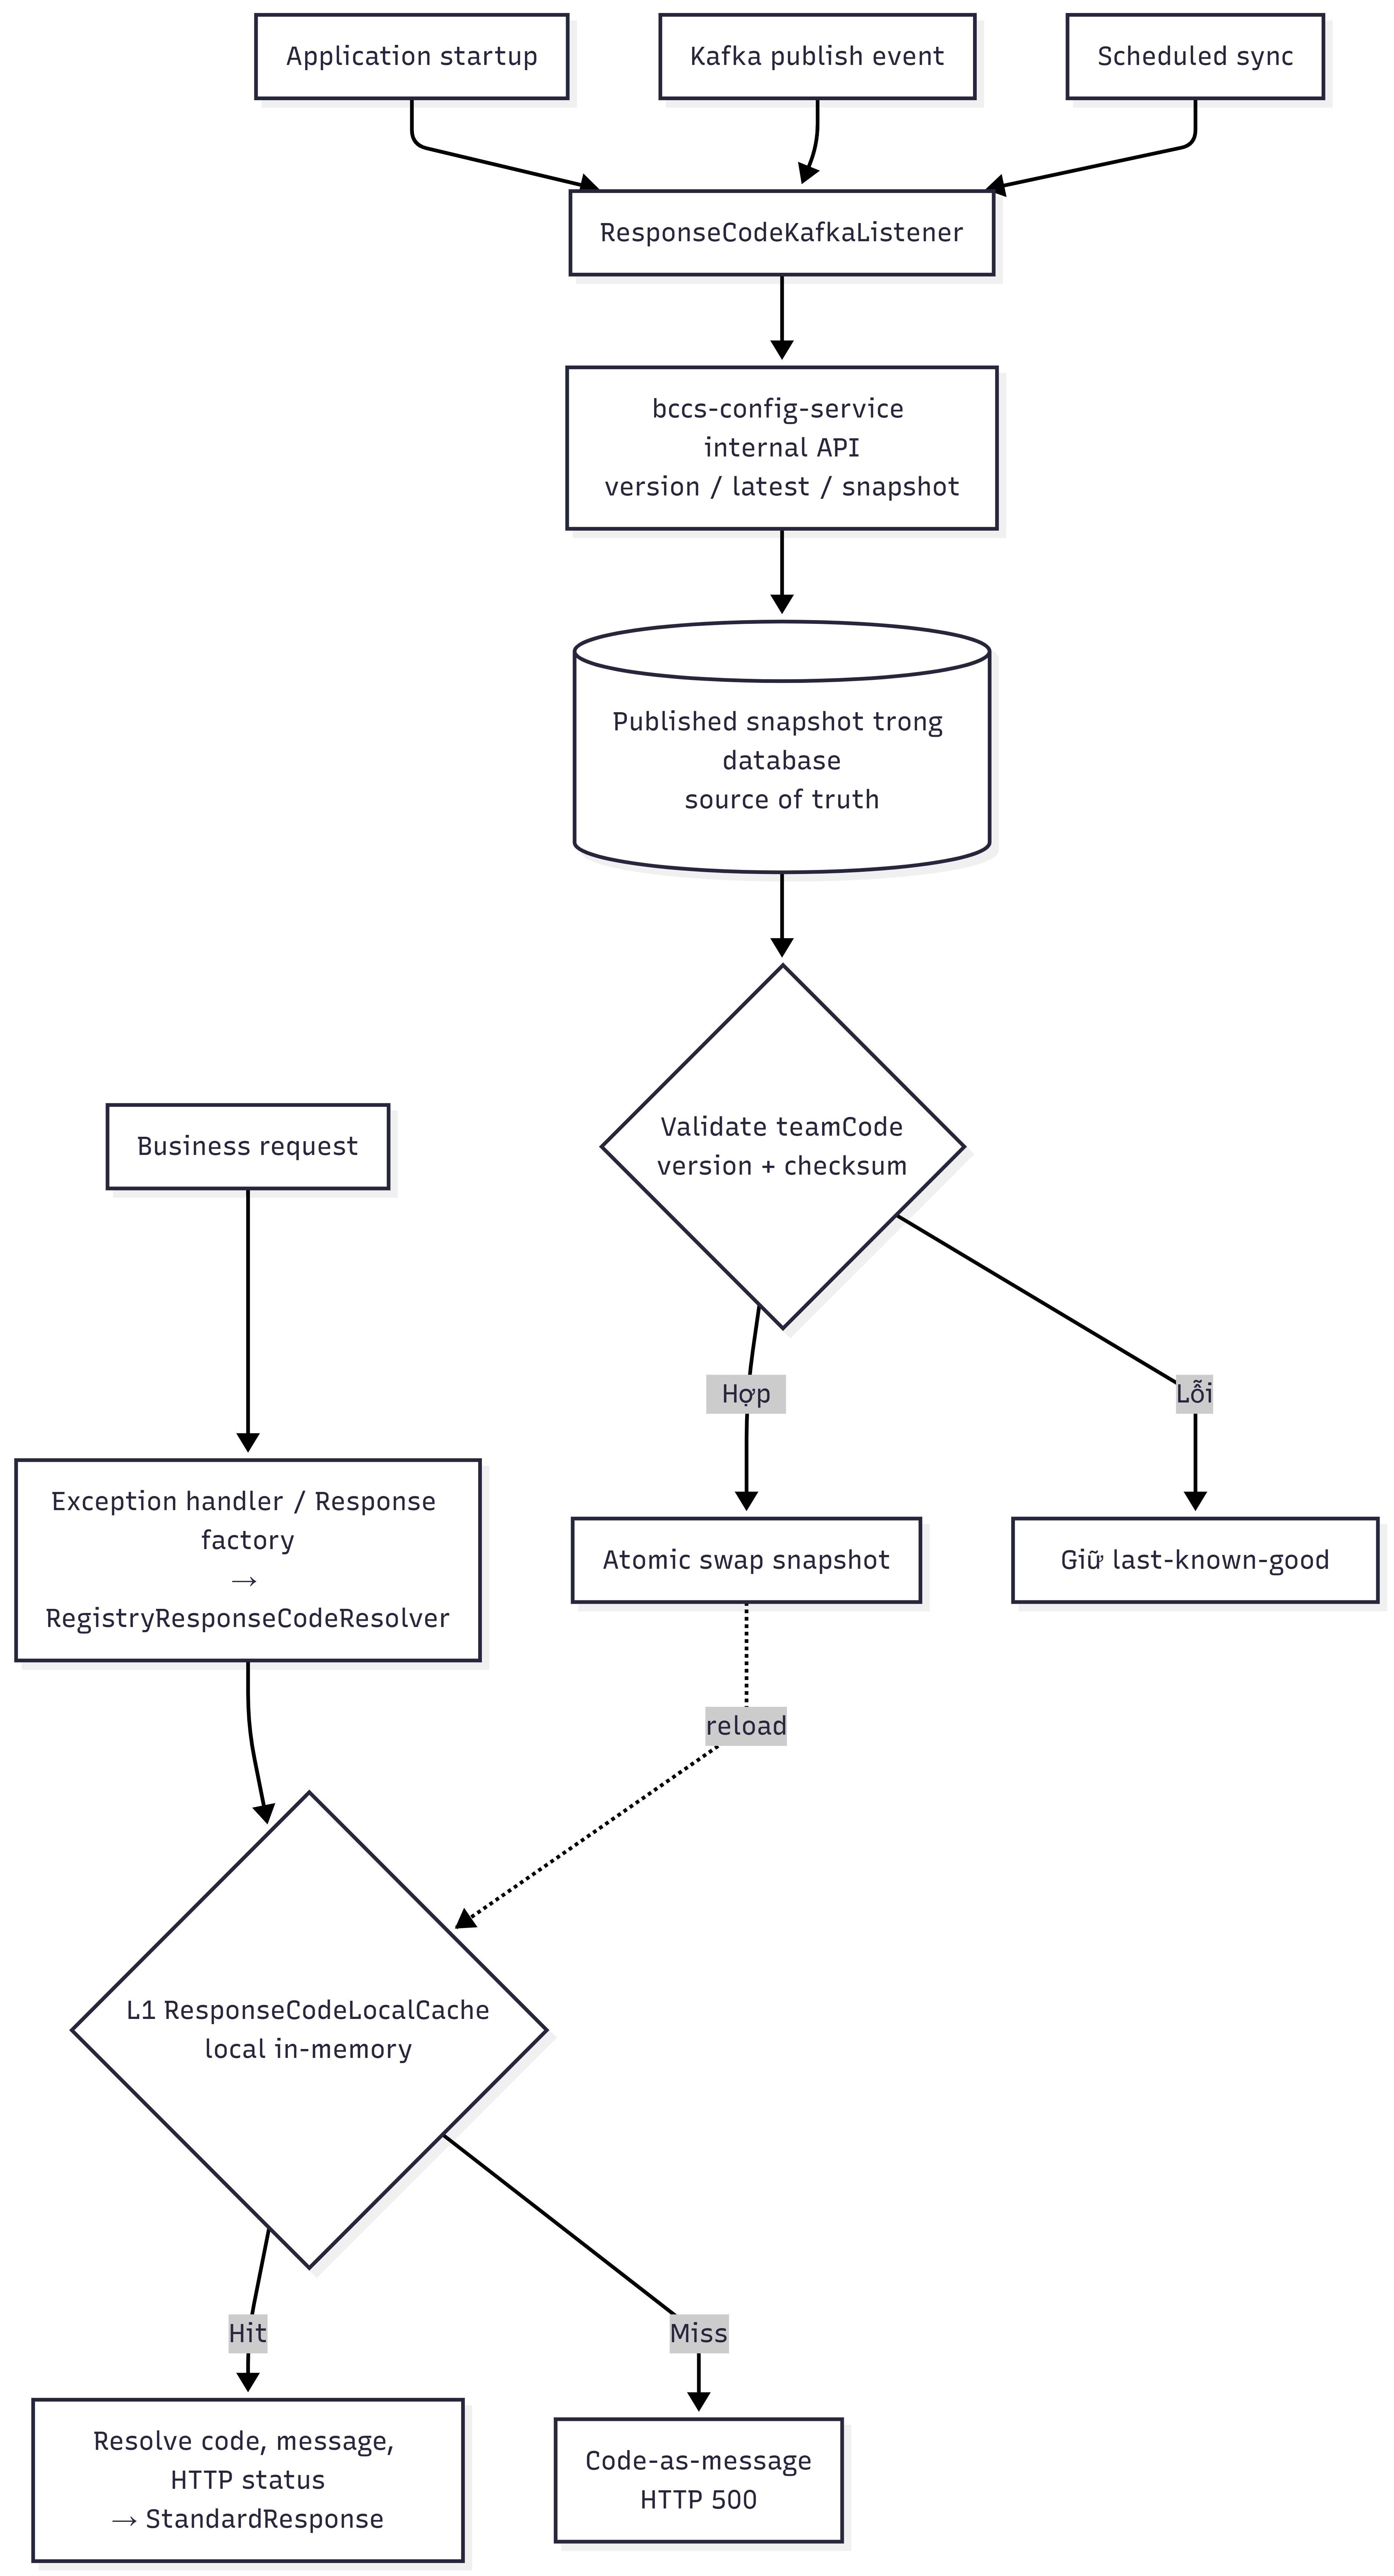 Application startup
Kafka publish event
Scheduled sync
ResponseCodeKafkaListener
bccs-config-service
internal API
version / latest / snapshot
Published snapshot trong
database
source of truth
Validate teamCode
version + checksum
Business request
Hợp
Lỗi
Exception handler / Response
factory
→
RegistryResponseCodeResolver
Atomic swap snapshot
Giữ last-known-good
reload
L1 ResponseCodeLocalCache
local in-memory
Hit
Miss
Resolve code, message,
HTTP status
→ StandardResponse
Code-as-message
HTTP 500